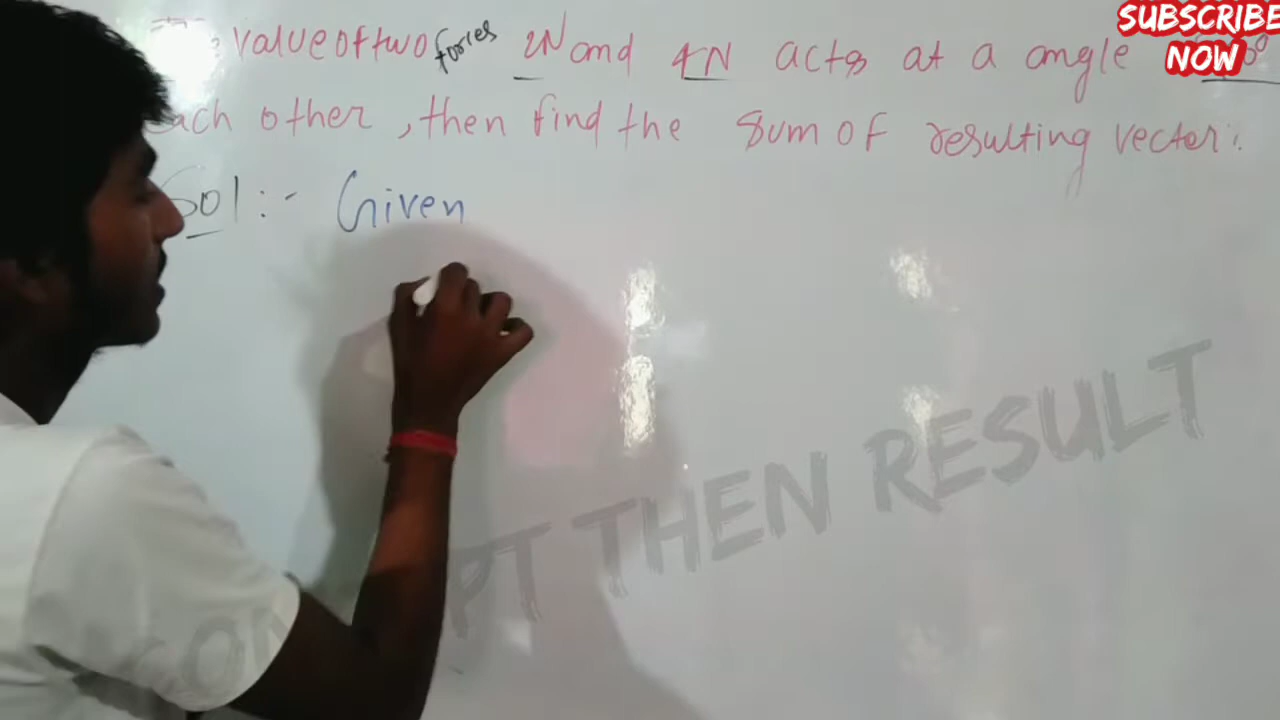 value of two forces 2N and 4N acts at a angle
each other, then find the sum of resulting vector.
Sol:- Given
SUBSCRIBE
NOW
CONCEPT THEN RESULT